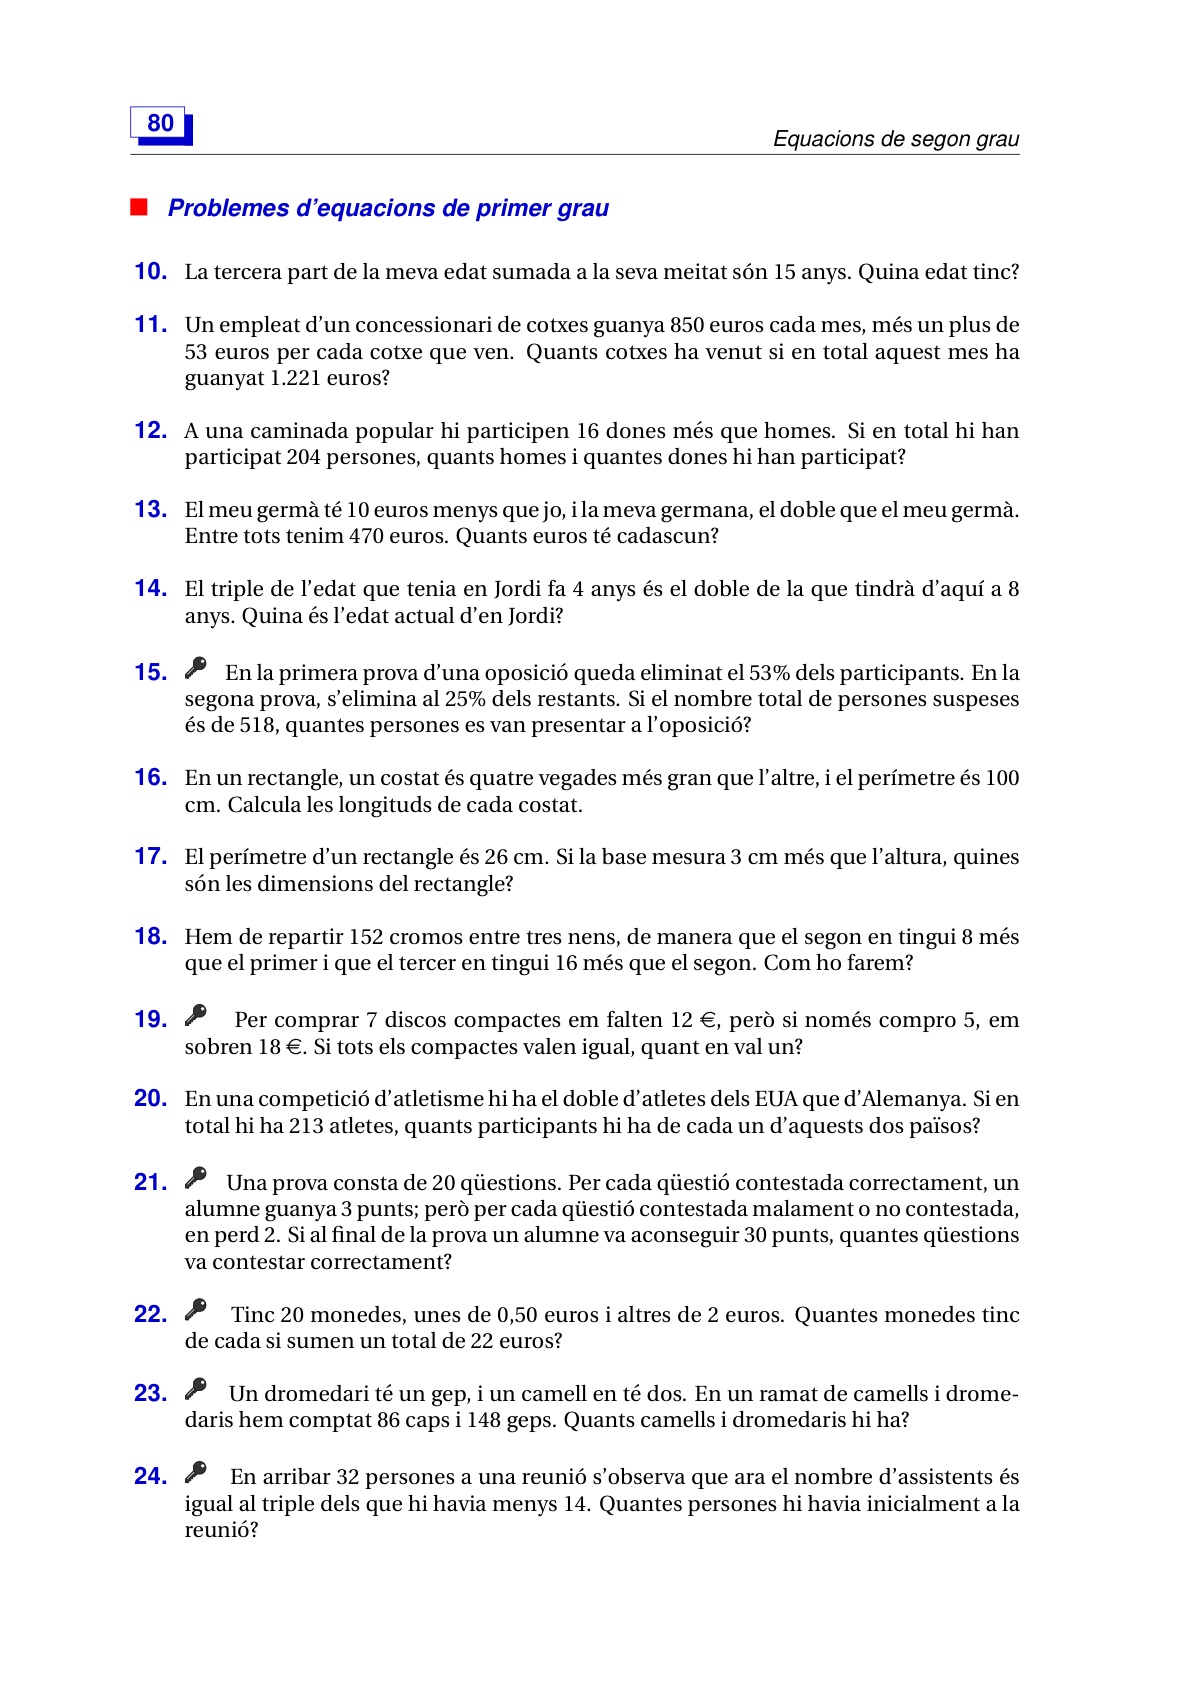 80
Equacions de segon grau
Problemes d'equacions de primer grau
10. La tercera part de la meva edat sumada a la seva meitat són 15 anys. Quina edat tinc?
11. Un empleat d'un concessionari de cotxes guanya 850 euros cada mes, més un plus de
53 euros per cada cotxe que ven. Quants cotxes ha venut si en total aquest mes ha
guanyat 1.221 euros?
12. A una caminada popular hi participen 16 dones més que homes. Si en total hi han
participat 204 persones, quants homes i quantes dones hi han participat?
13. El meu germà té 10 euros menys que jo, i la meva germana, el doble que el meu germà.
Entre tots tenim 470 euros. Quants euros té cadascun?
14. El triple de l'edat que tenia en Jordi fa 4 anys és el doble de la que tindrà d'aquí a 8
anys. Quina és l'edat actual d'en Jordi?
15. En la primera prova d'una oposició queda eliminat el 53% dels participants. En la
segona prova, s'elimina al 25% dels restants. Si el nombre total de persones suspeses
és de 518, quantes persones es van presentar a l'oposició?
16. En un rectangle, un costat és quatre vegades més gran que l'altre, i el perímetre és 100
cm. Calcula les longituds de cada costat.
17. El perímetre d'un rectangle és 26 cm. Si la base mesura 3 cm més que l'altura, quines
són les dimensions del rectangle?
18. Hem de repartir 152 cromos entre tres nens, de manera que el segon en tingui 8 més
que el primer i que el tercer en tingui 16 més que el segon. Com ho farem?
19. Per comprar 7 discos compactes em falten 12 €, però si només compro 5, em
sobren 18 €. Si tots els compactes valen igual, quant en val un?
20. En una competició d'atletisme hi ha el doble d'atletes dels EUA que d'Alemanya. Si en
total hi ha 213 atletes, quants participants hi ha de cada un d'aquests dos països?
21. Una prova consta de 20 qüestions. Per cada qüestió contestada correctament, un
alumne guanya 3 punts; però per cada qüestió contestada malament o no contestada,
en perd 2. Si al final de la prova un alumne va aconseguir 30 punts, quantes qüestions
va contestar correctament?
22. Tinc 20 monedes, unes de 0,50 euros i altres de 2 euros. Quantes monedes tinc
de cada si sumen un total de 22 euros?
23. Un dromedari té un gep, i un camell en té dos. En un ramat de camells i drome-
daris hem comptat 86 caps i 148 geps. Quants camells i dromedaris hi ha?
24. En arribar 32 persones a una reunió s'observa que ara el nombre d'assistents és
igual al triple dels que hi havia menys 14. Quantes persones hi havia inicialment a la
reunió?